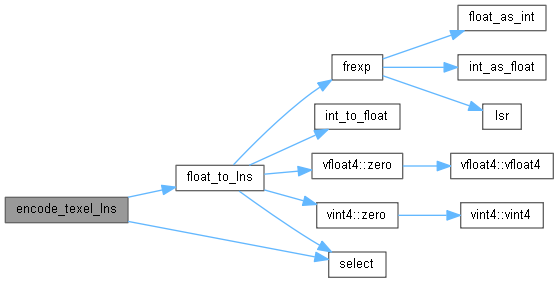 encode_texel_lns
float_to_lns
frexp
float_as_int
int_as_float
lsr
int_to_float
vfloat4::zero
vfloat4::vfloat4
vint4::zero
vint4::vint4
select